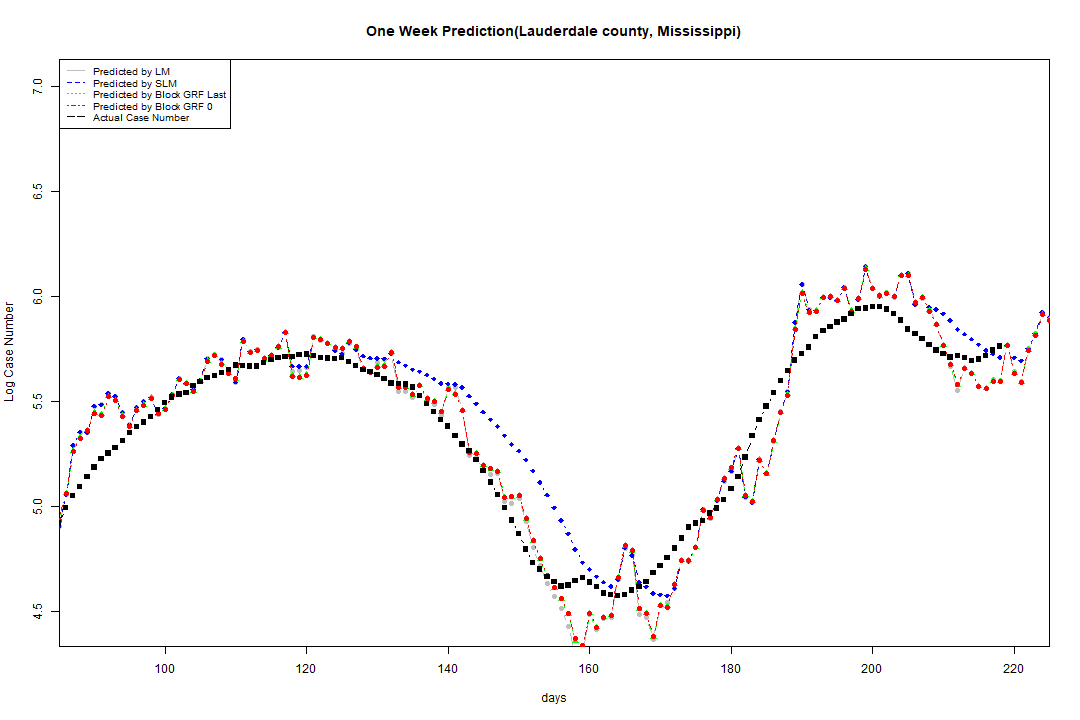 One Week Prediction(Lauderdale county, Mississippi)
Predicted by LM
Predicted by SLM
Predicted by Block GRF Last
Predicted by Block GRF 0
Actual Case Number
7.0
6.5
6.0
5.5
5.0
4.5
Log Case Number
100 120 140 160 180 200 220
days